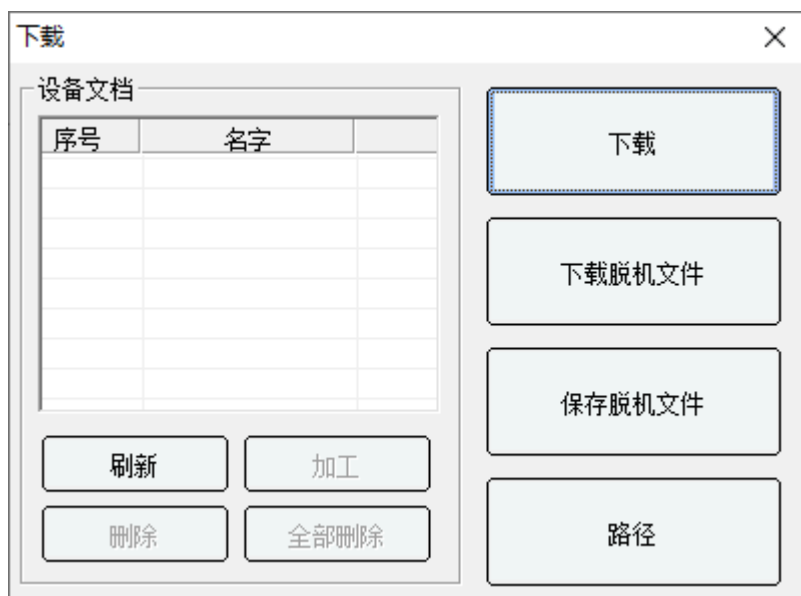 下载
设备文档
序号 名字
刷新 加工
删除 全部删除
下载
下载脱机文件
保存脱机文件
路径